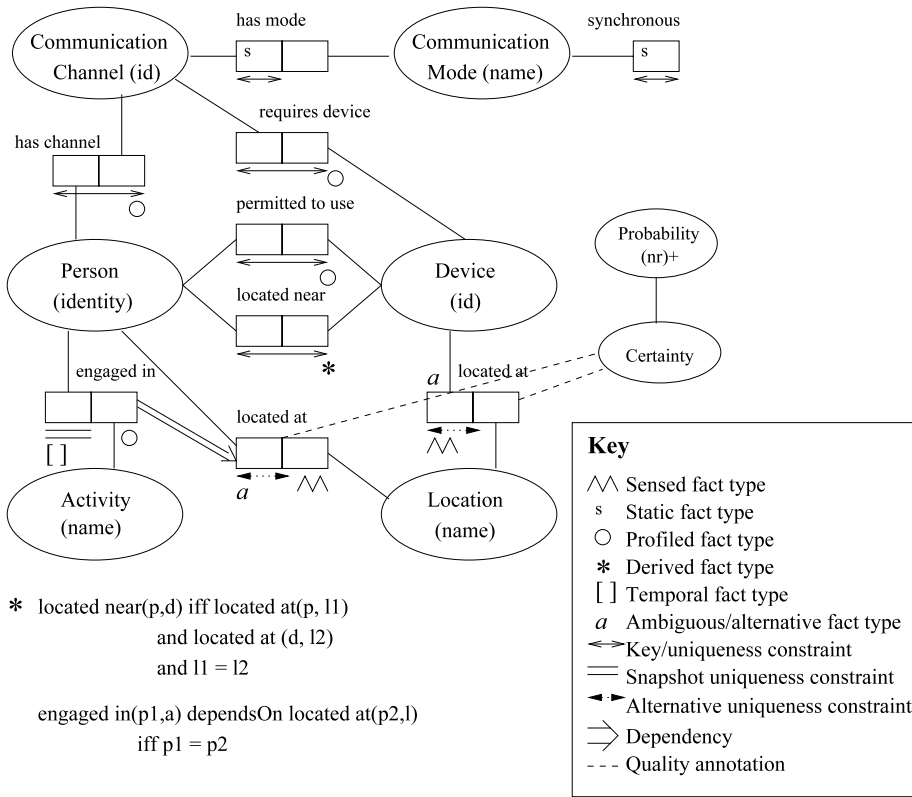 has mode
synchronous
Communication
Channel (id)
s
Communication
Mode (name)
s
requires device
has channel
permitted to use
Probability
(nr)+
Person
(identity)
Device
(id)
located near
*
Certainty
engaged in
a
located at
located at
[ ]
a
Activity
(name)
Location
(name)
Key
Sensed fact type
s Static fact type
Profiled fact type
* Derived fact type
[ ] Temporal fact type
a Ambiguous/alternative fact type
Key/uniqueness constraint
Snapshot uniqueness constraint
Alternative uniqueness constraint
Dependency
Quality annotation
* located near(p,d) iff located at(p, l1)
and located at (d, l2)
and l1 = l2
engaged in(p1,a) dependsOn located at(p2,l)
iff p1 = p2